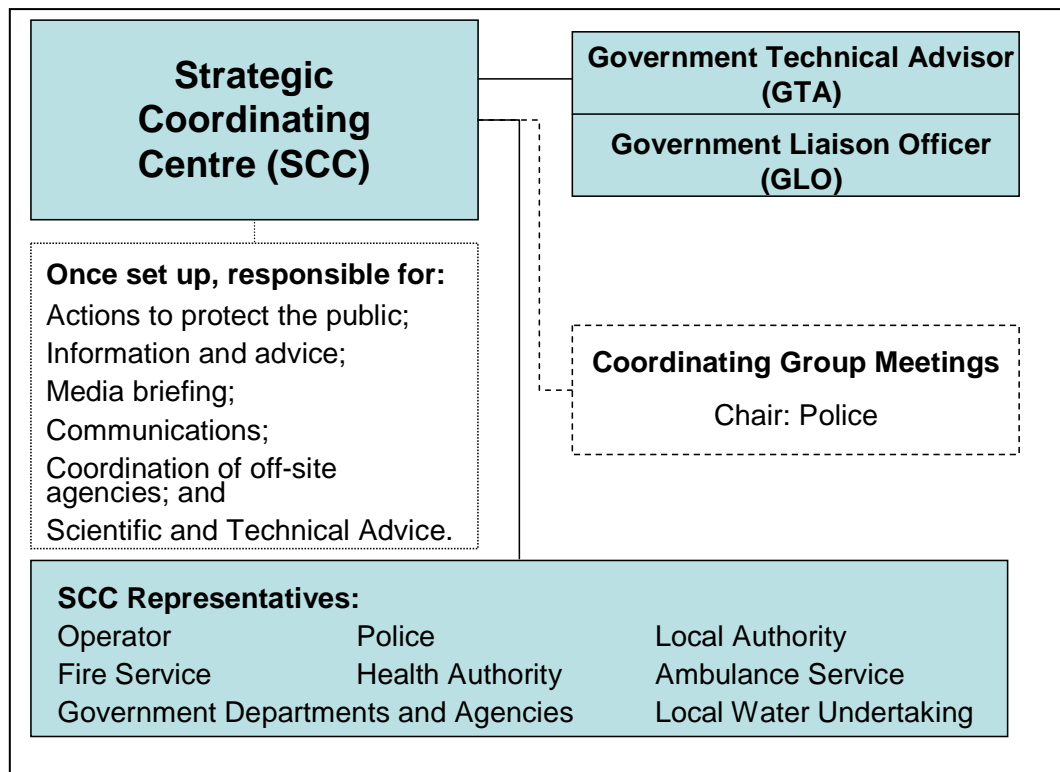 Strategic
Coordinating
Centre (SCC)
Government Technical Advisor
(GTA)
Government Liaison Officer
(GLO)
Once set up, responsible for:
Actions to protect the public;
Information and advice;
Media briefing;
Communications;
Coordination of off-site
agencies; and
Scientific and Technical Advice.
Coordinating Group Meetings
Chair: Police
SCC Representatives:
Operator Police Local Authority
Fire Service Health Authority Ambulance Service
Government Departments and Agencies Local Water Undertaking